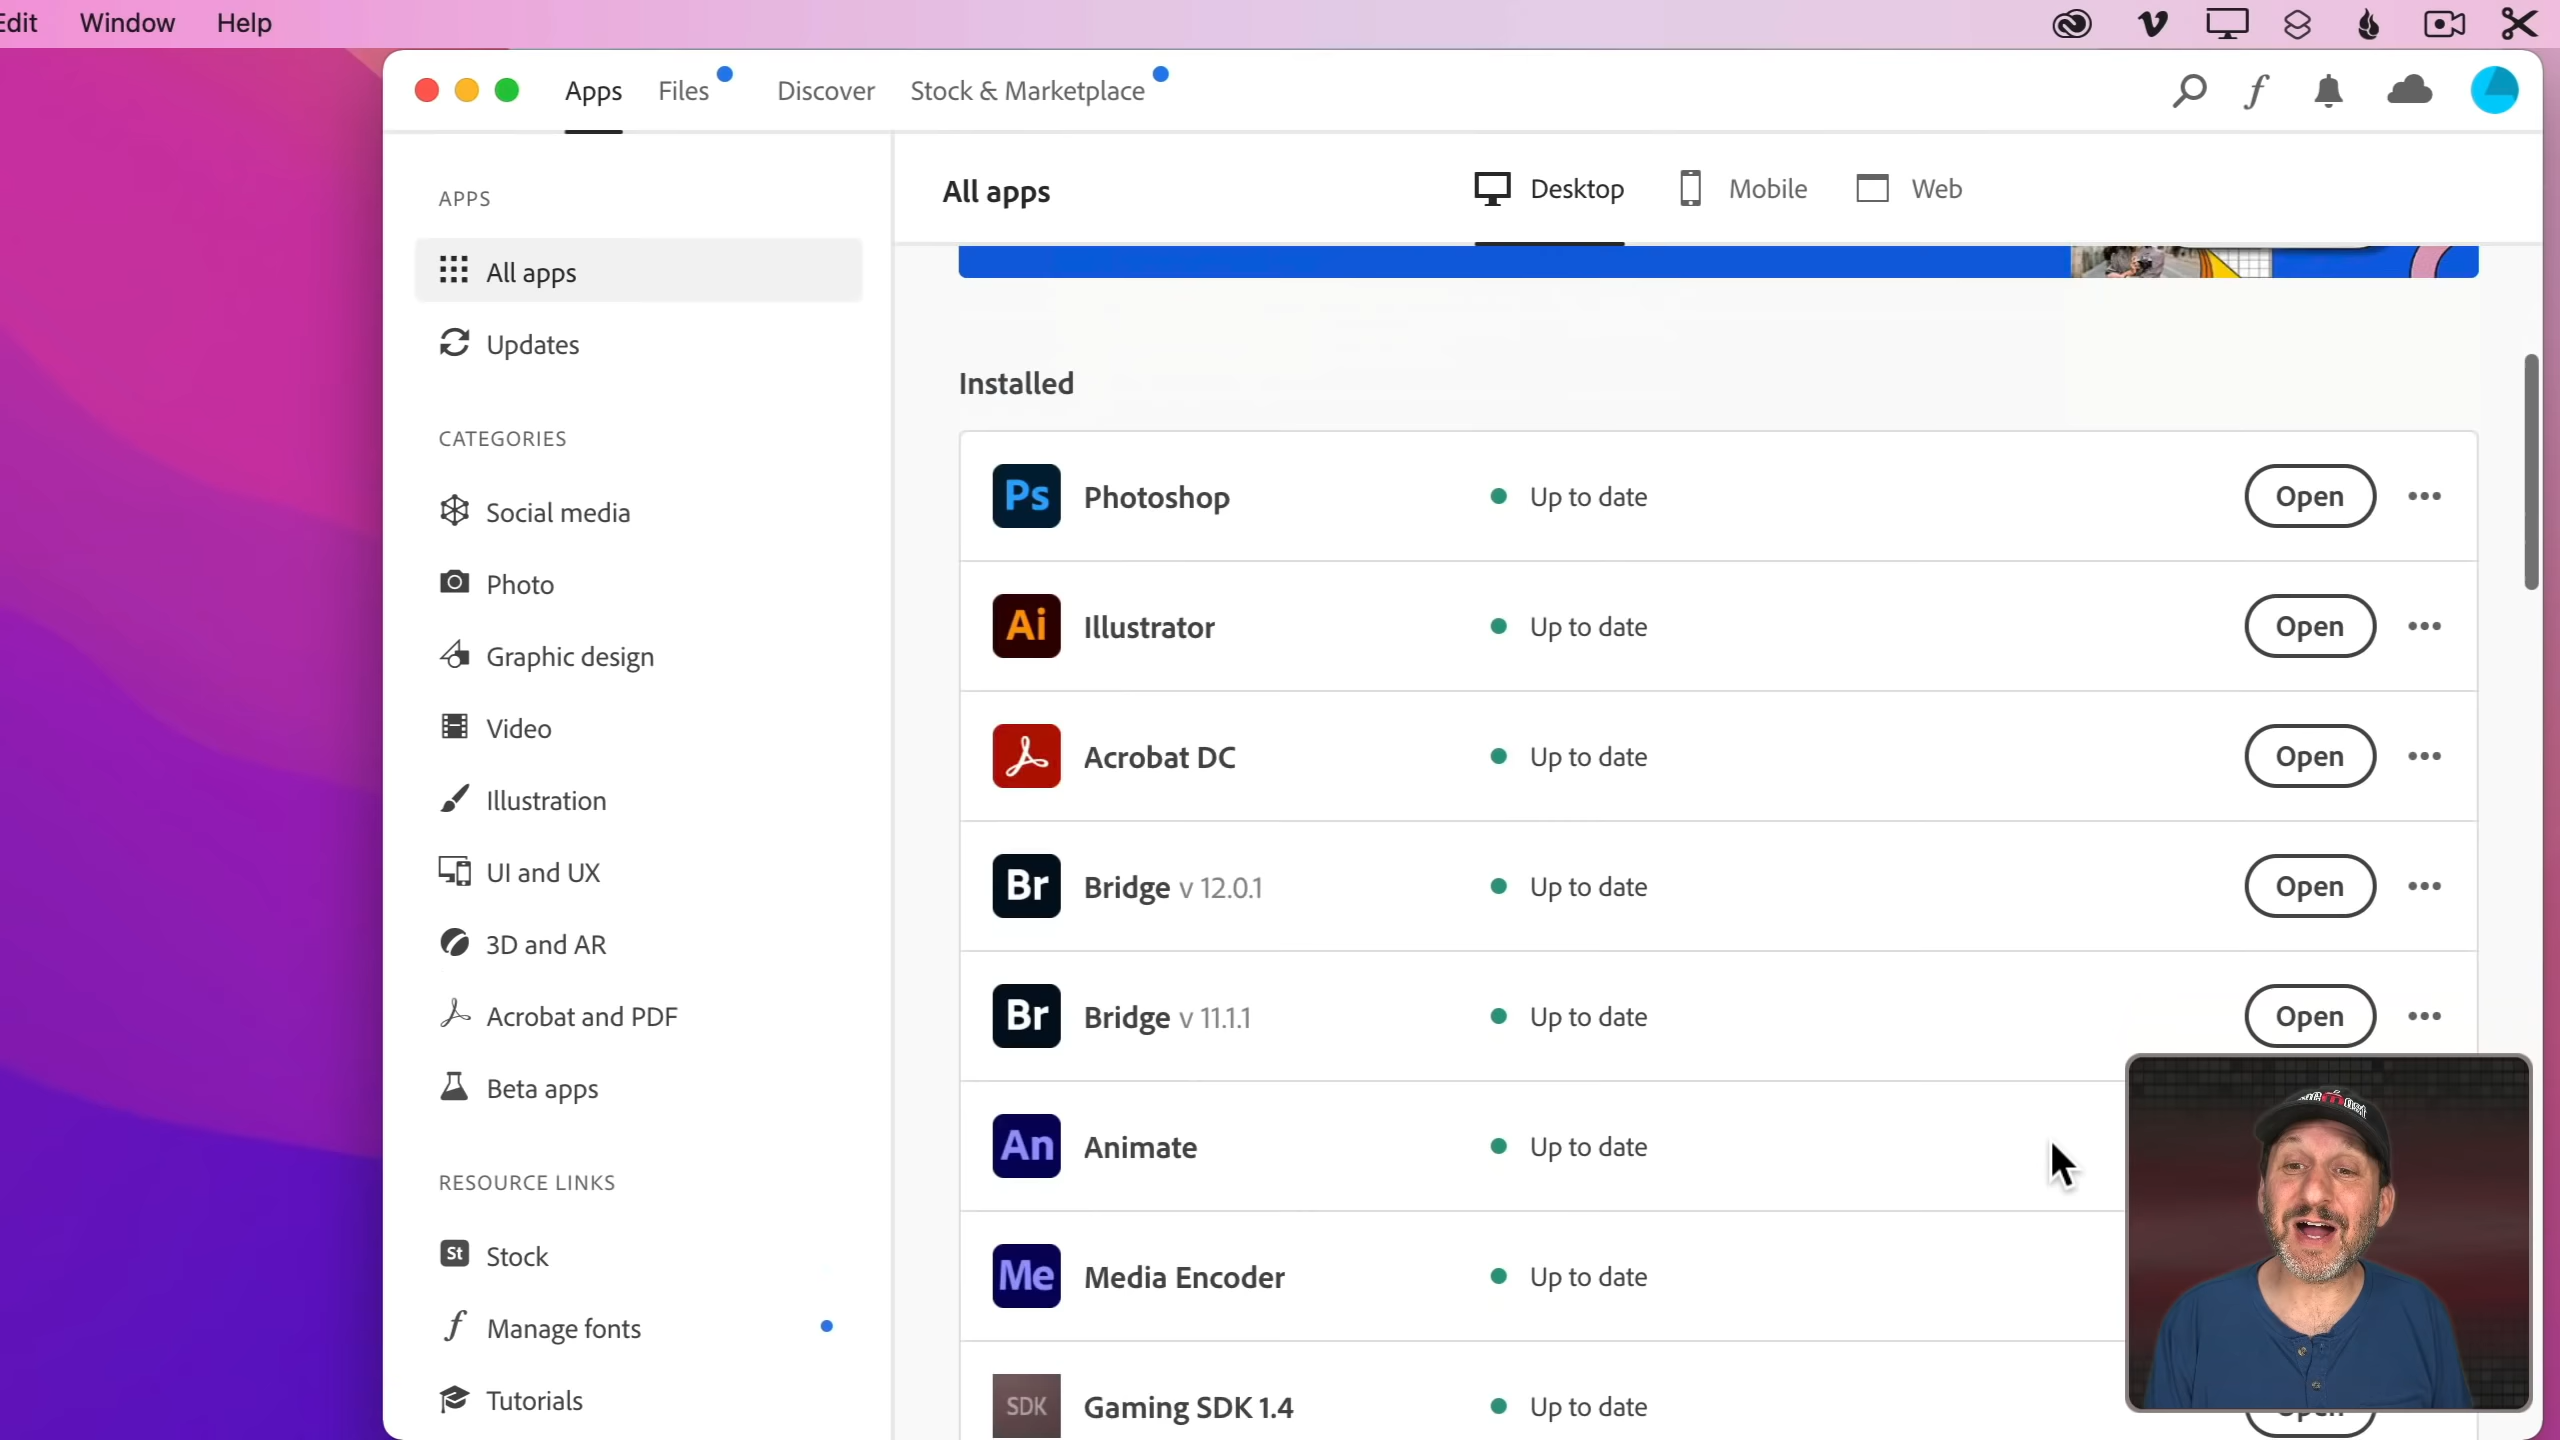 Edit Window Help
Apps Files Discover Stock & Marketplace
APPS
All apps
Updates
CATEGORIES
Social media
Photo
Graphic design
Video
Illustration
UI and UX
3D and AR
Acrobat and PDF
Beta apps
RESOURCE LINKS
St Stock
Manage fonts
Tutorials
All apps Desktop Mobile Web
Installed
Ps Photoshop Up to date Open
Ai Illustrator Up to date Open
Acrobat DC Up to date Open
Br Bridge v 12.0.1 Up to date Open
Br Bridge v 11.1.1 Up to date Open
An Animate Up to date
Me Media Encoder Up to date
SDK Gaming SDK 1.4 Up to date Open